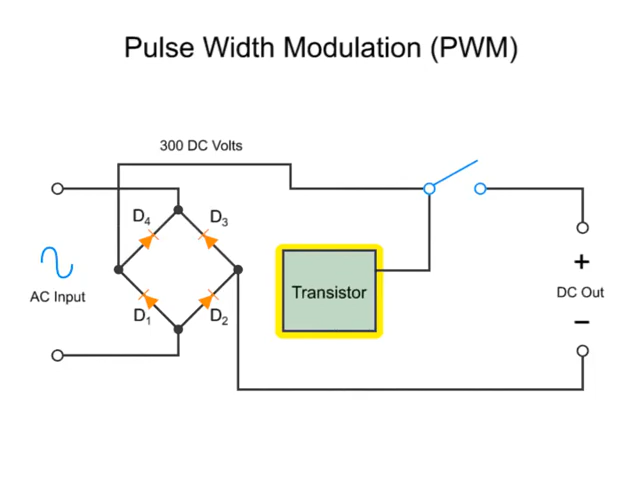 Pulse Width Modulation (PWM)
300 DC Volts
D4
D3
AC Input
Transistor
+
DC Out
−
D1
D2